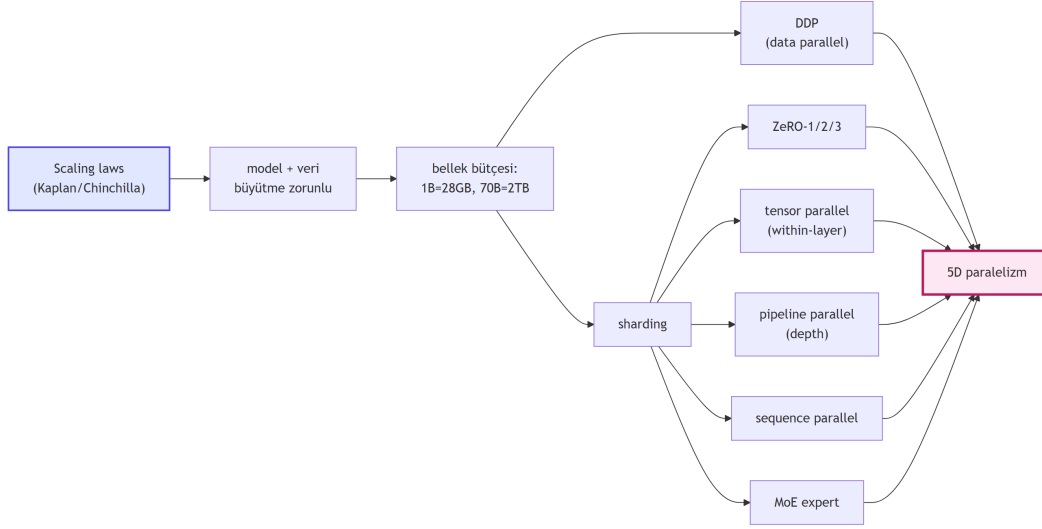 Scaling laws
(Kaplan/Chinchilla)
model + veri
büyütme zorunlu
bellek bütçesi:
1B=28GB, 70B=2TB
DDP
(data parallel)
sharding
ZeRO-1/2/3
tensor parallel
(within-layer)
pipeline parallel
(depth)
sequence parallel
MoE expert
5D paralelizm